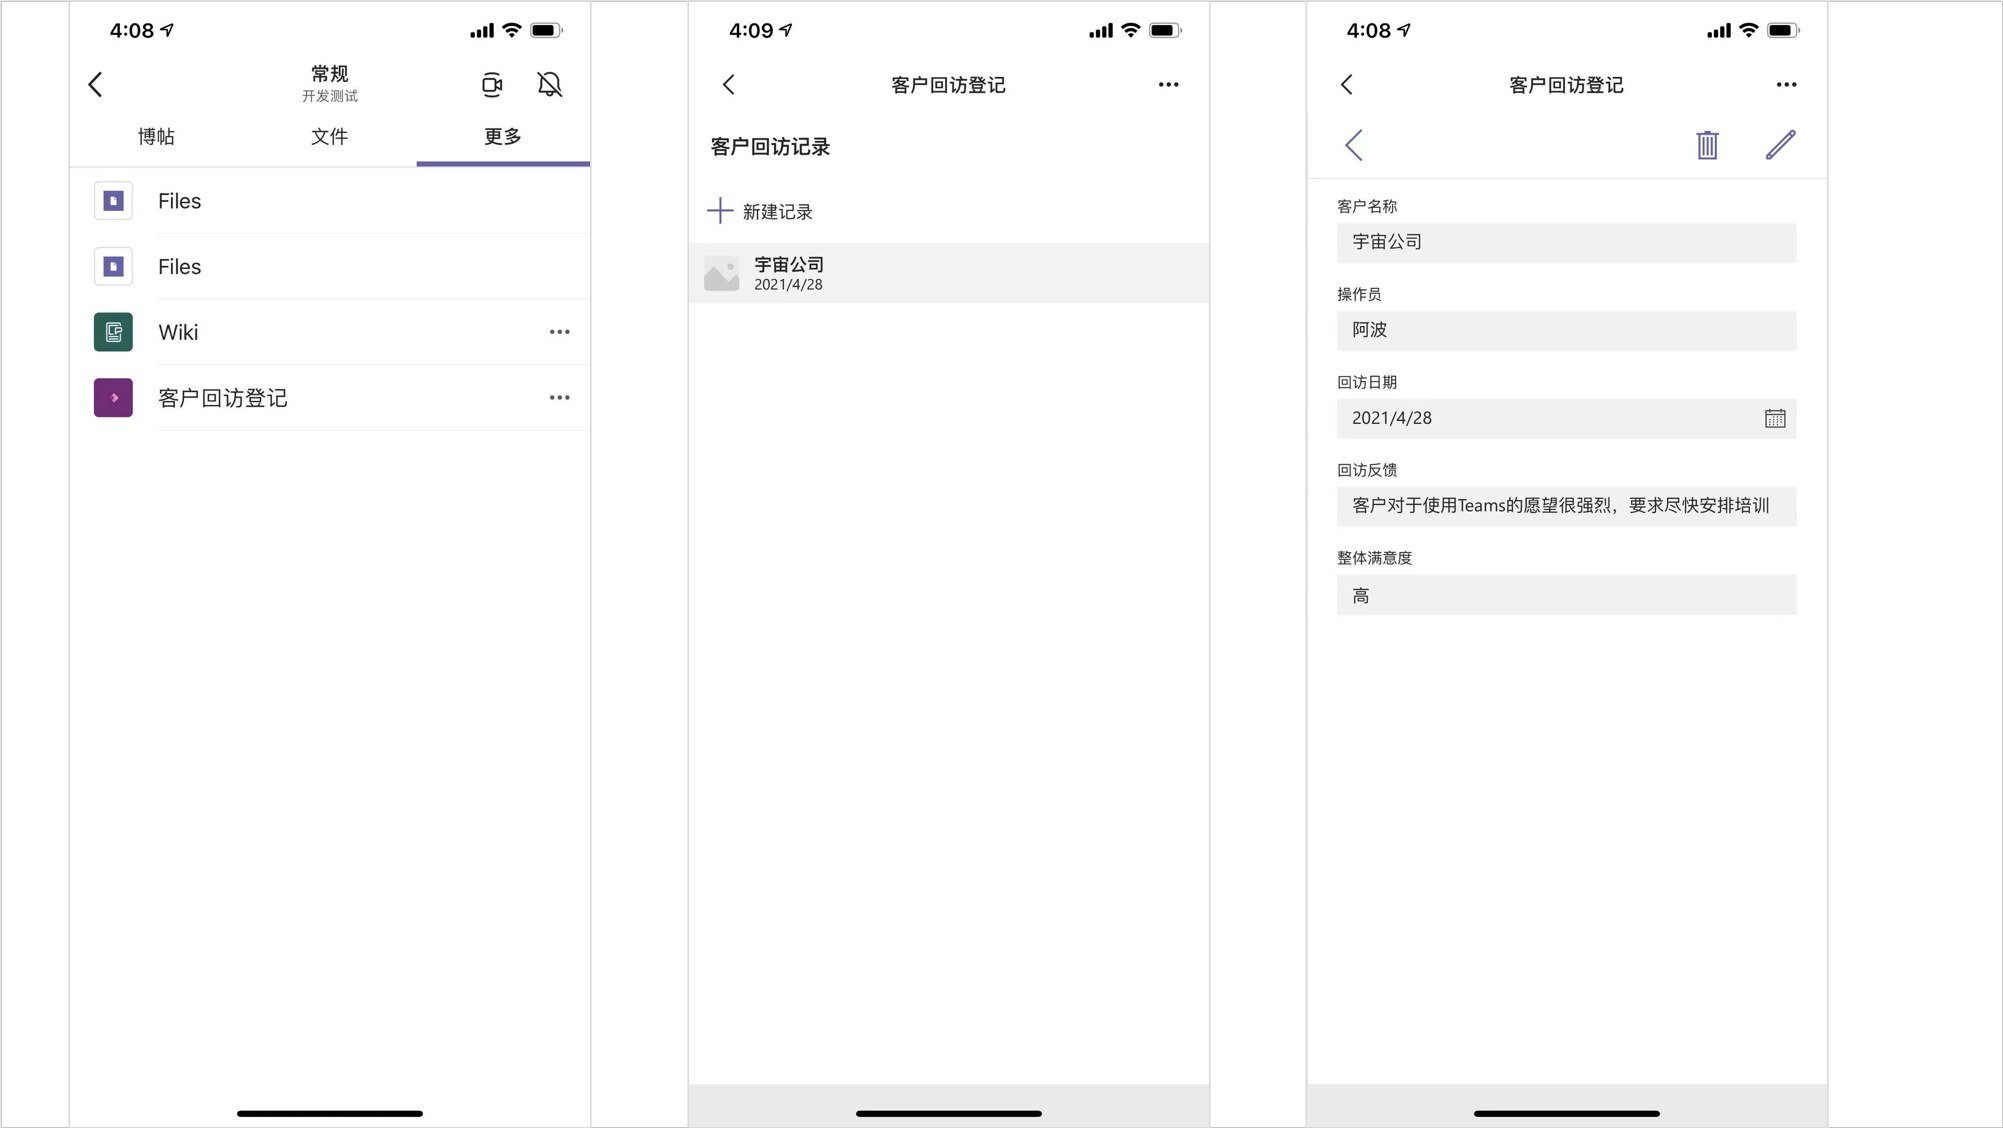 4:08
常规
开发测试
博帖
文件
更多
Files
Files
Wiki
客户回访登记
4:09
客户回访登记
客户回访记录
新建记录
宇宙公司
2021/4/28
4:08
客户回访登记
客户名称
宇宙公司
操作员
阿波
回访日期
2021/4/28
回访反馈
客户对于使用Teams的愿望很强烈，要求尽快安排培训
整体满意度
高